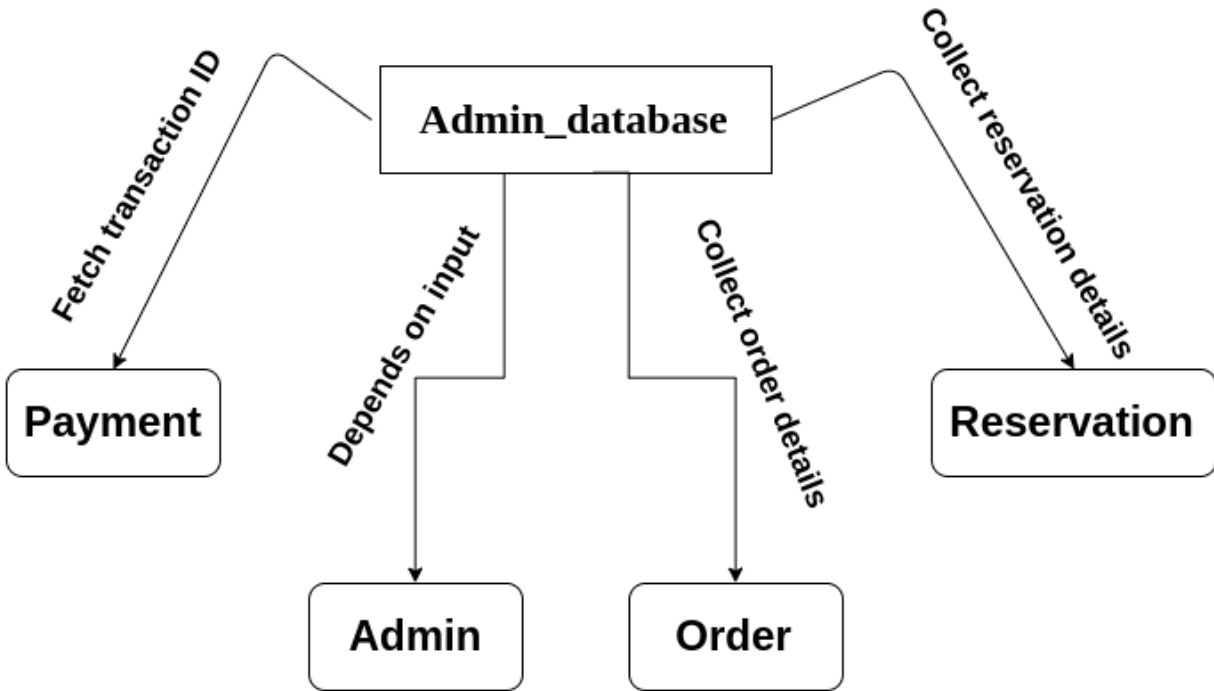 Admin_database
Fetch transaction ID
Depends on input
Collect order details
Collect reservation details
Payment
Reservation
Admin
Order